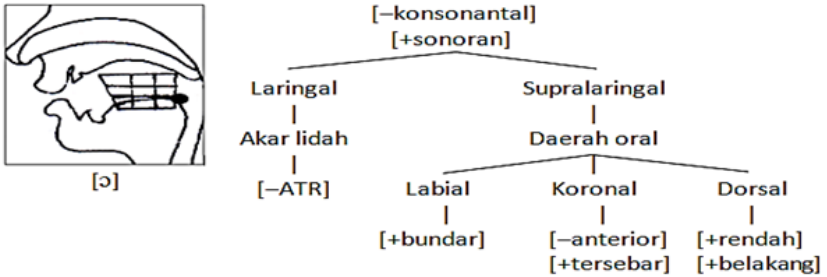 [–konsonantal]
[+sonoran]
Laringal Supralaringal
Akar lidah Daerah oral
[ɔ] [–ATR] Labial Koronal Dorsal
[+bundar] [–anterior] [+rendah]
[+tersebar] [+belakang]